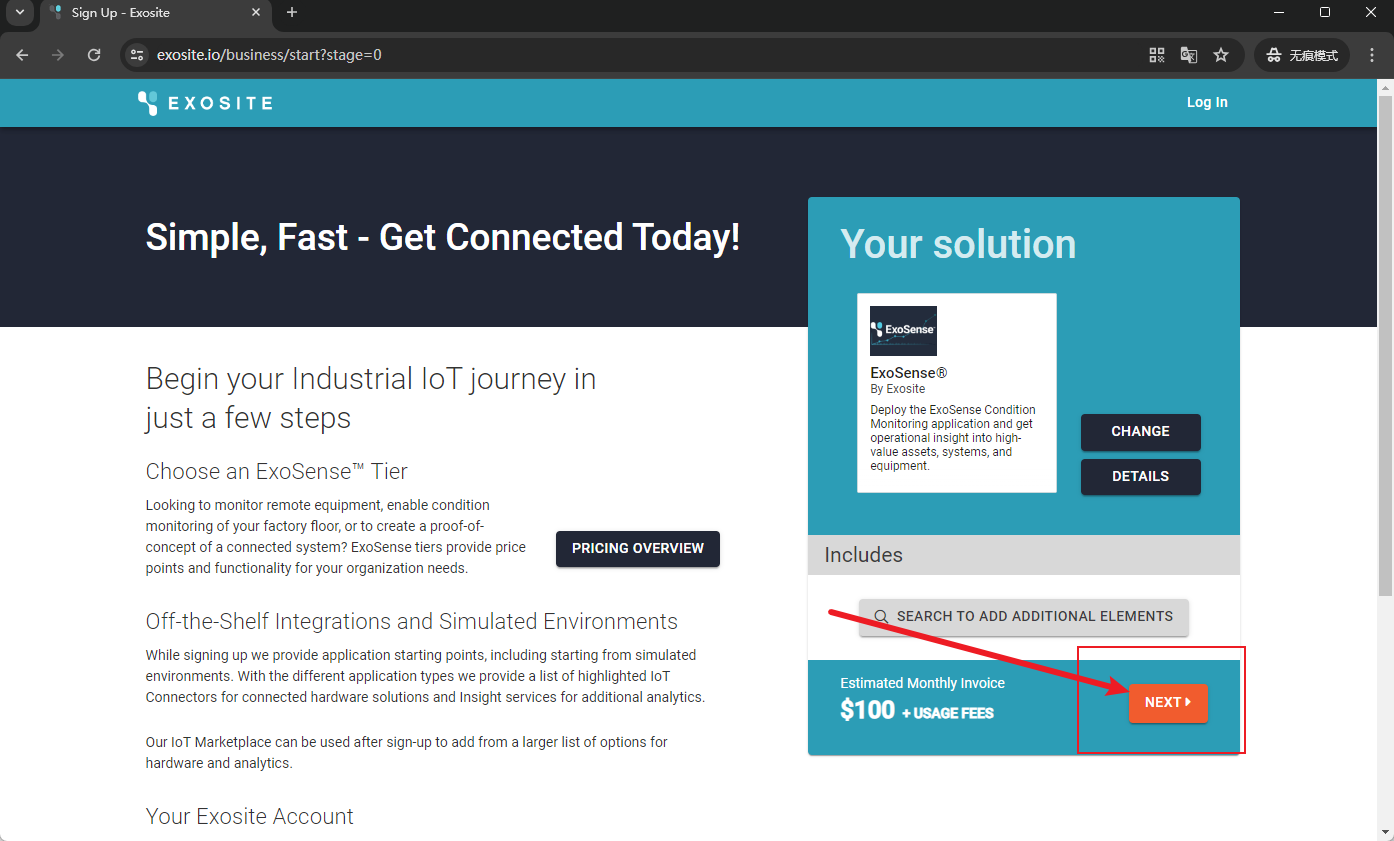 Sign Up - Exosite
exosite.io/business/start?stage=0
无痕模式
EXOSITE
Log In
Simple, Fast - Get Connected Today!
Your solution
ExoSense
ExoSense®
By Exosite
Deploy the ExoSense Condition
Monitoring application and get
operational insight into high-
value assets, systems, and
equipment.
CHANGE
DETAILS
Begin your Industrial IoT journey in
just a few steps
Choose an ExoSense™ Tier
Looking to monitor remote equipment, enable condition
monitoring of your factory floor, or to create a proof-of-
concept of a connected system? ExoSense tiers provide price
points and functionality for your organization needs.
PRICING OVERVIEW
Includes
SEARCH TO ADD ADDITIONAL ELEMENTS
Estimated Monthly Invoice
$100 + USAGE FEES
NEXT
Off-the-Shelf Integrations and Simulated Environments
While signing up we provide application starting points, including starting from simulated
environments. With the different application types we provide a list of highlighted IoT
Connectors for connected hardware solutions and Insight services for additional analytics.
Our IoT Marketplace can be used after sign-up to add from a larger list of options for
hardware and analytics.
Your Exosite Account